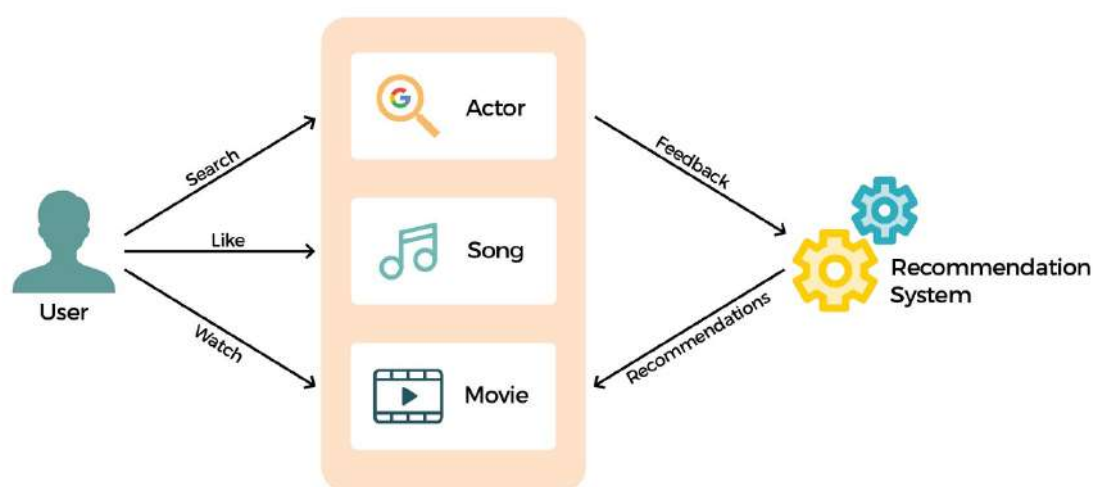 Actor
Search
Feedback
Like
Song
Recommendation
System
User
Watch
Recommendations
Movie
G